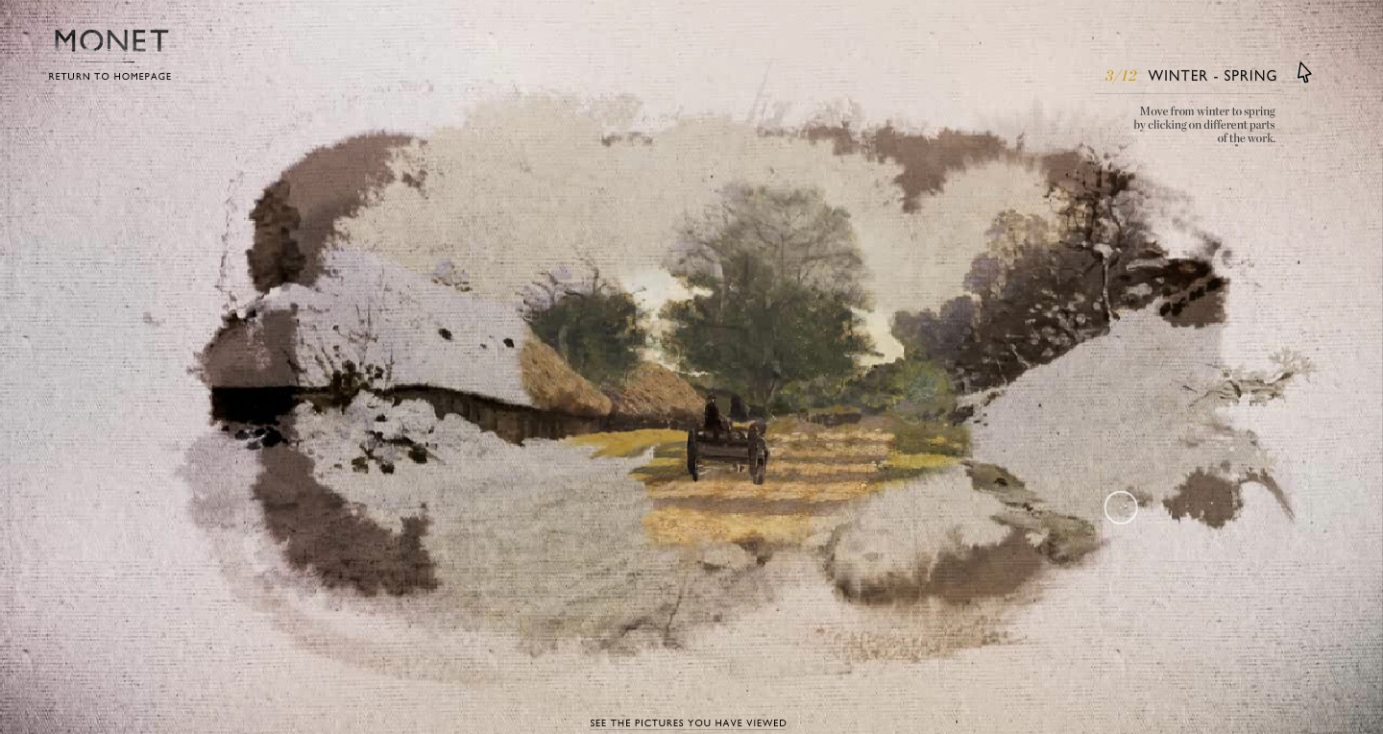 MONET
RETURN TO HOMEPAGE
3/12 WINTER - SPRING
Move from winter to spring
by clicking on different parts
of the work.
SEE THE PICTURES YOU HAVE VIEWED